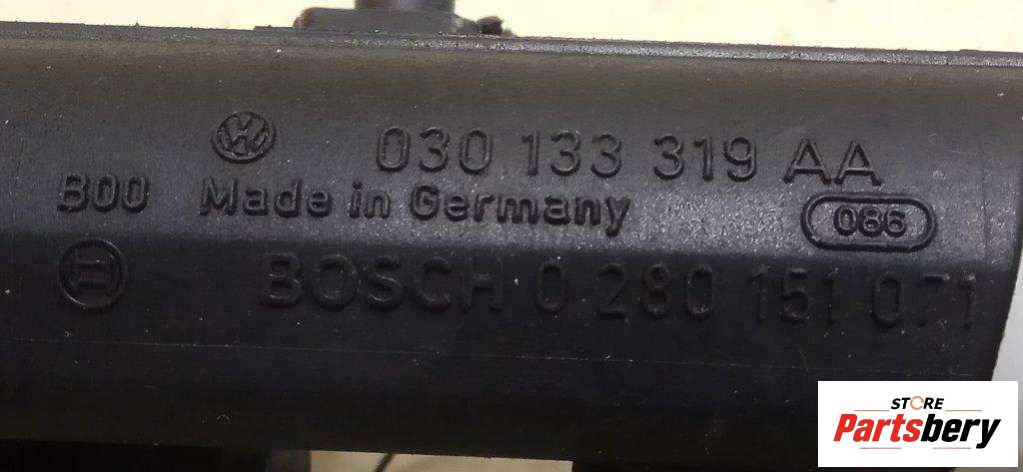 030 133 319 AA
B00 Made in Germany
086
BOSCH 0 280 151 071
STORE
Partsbery